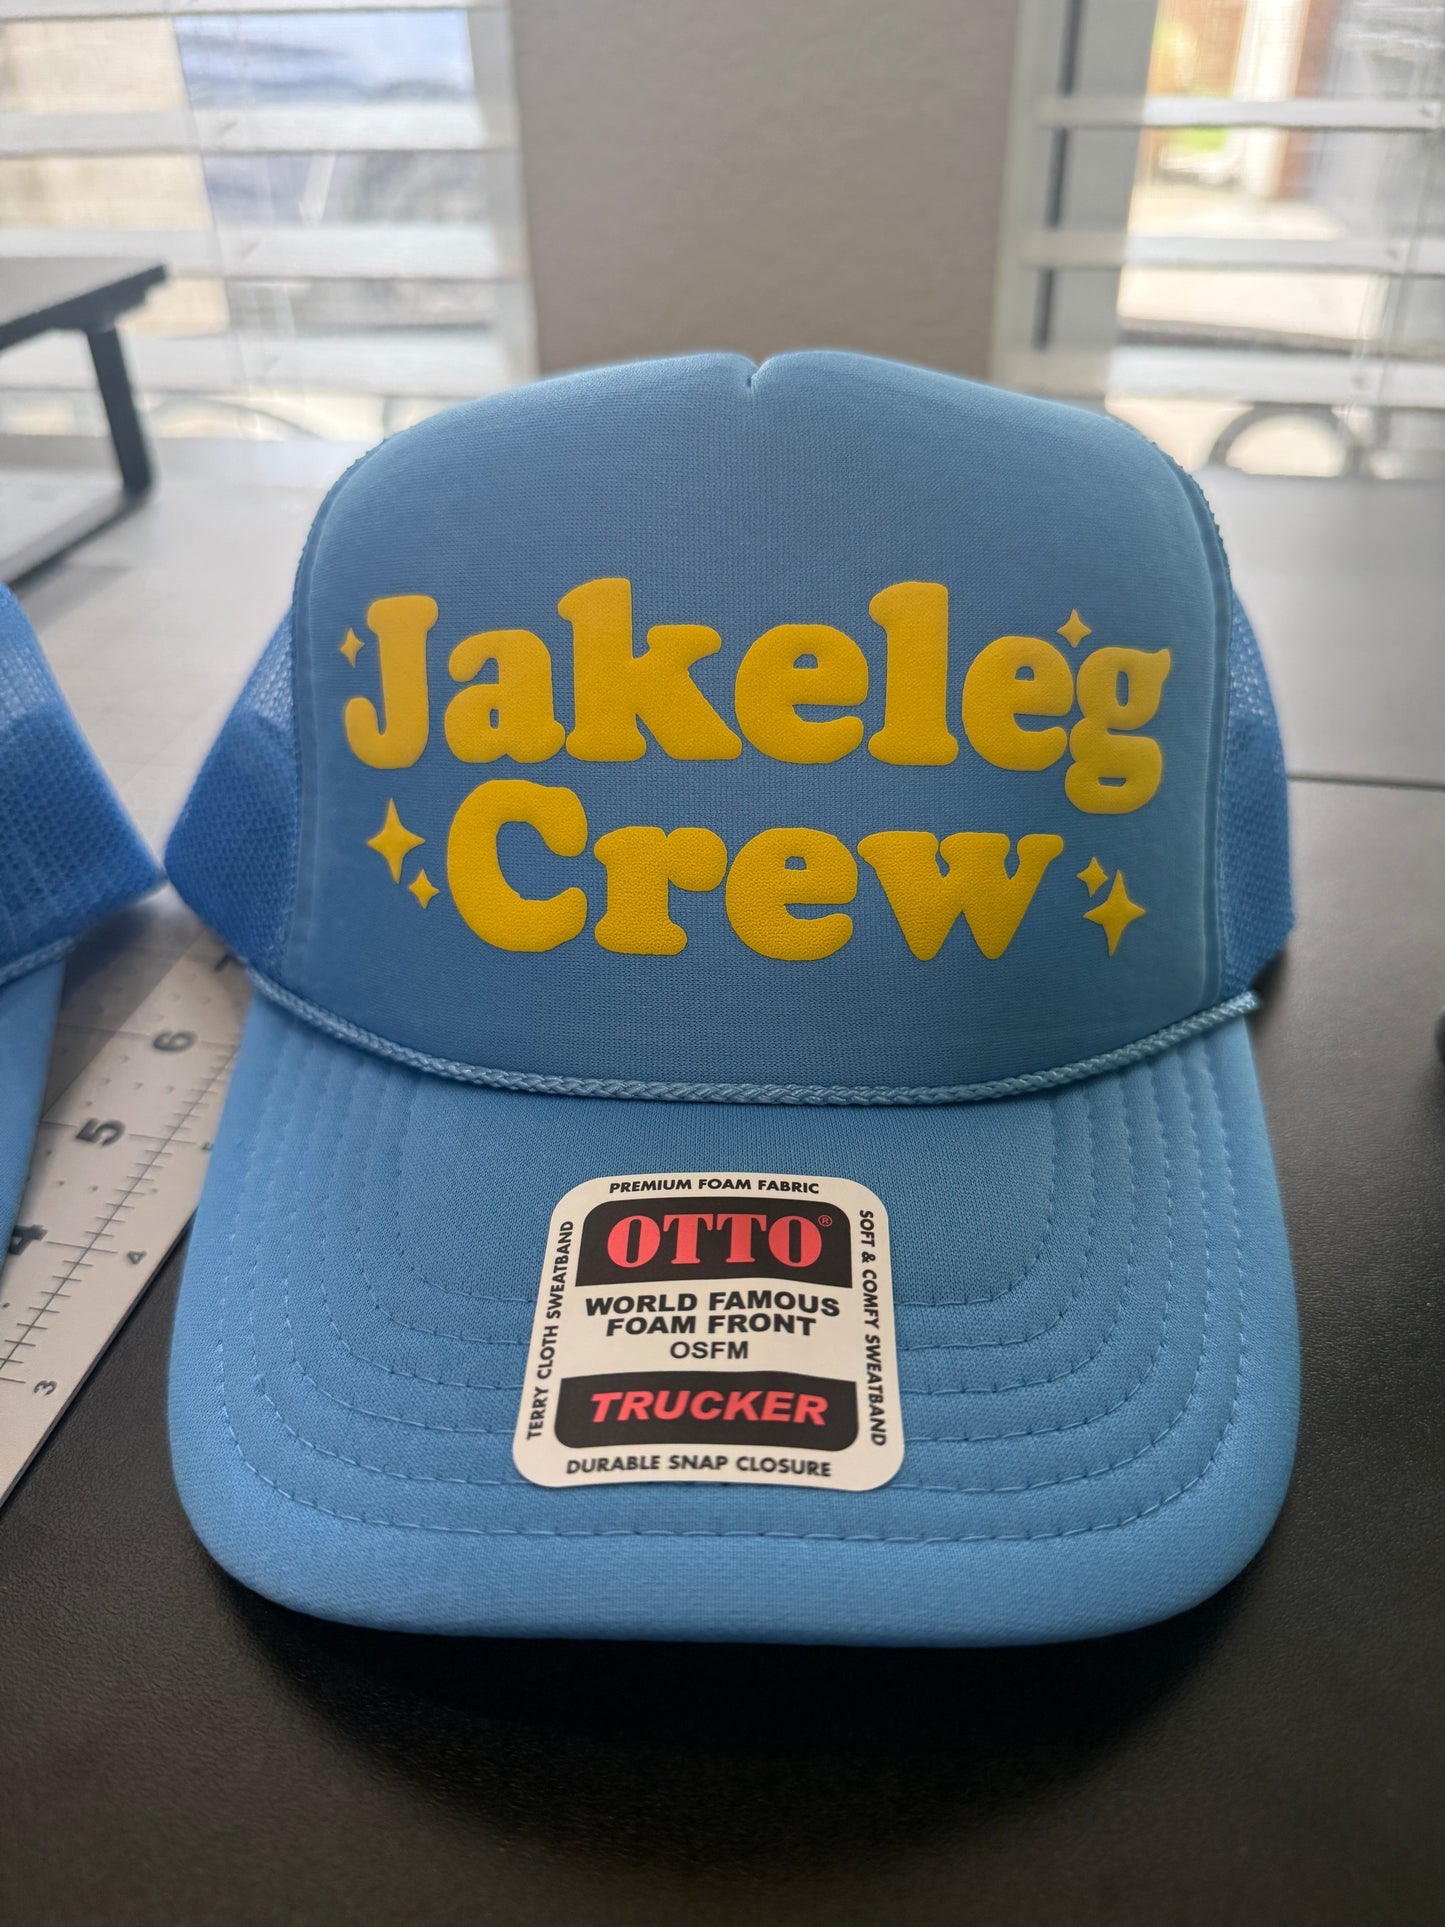 Jakeleg
Crew
PREMIUM FOAM FABRIC
OTTO®
WORLD FAMOUS
FOAM FRONT
OSFM
TRUCKER
DURABLE SNAP CLOSURE
TERRY CLOTH SWEATBAND
SOFT & COMFY SWEATBAND
6
5
4
3
4